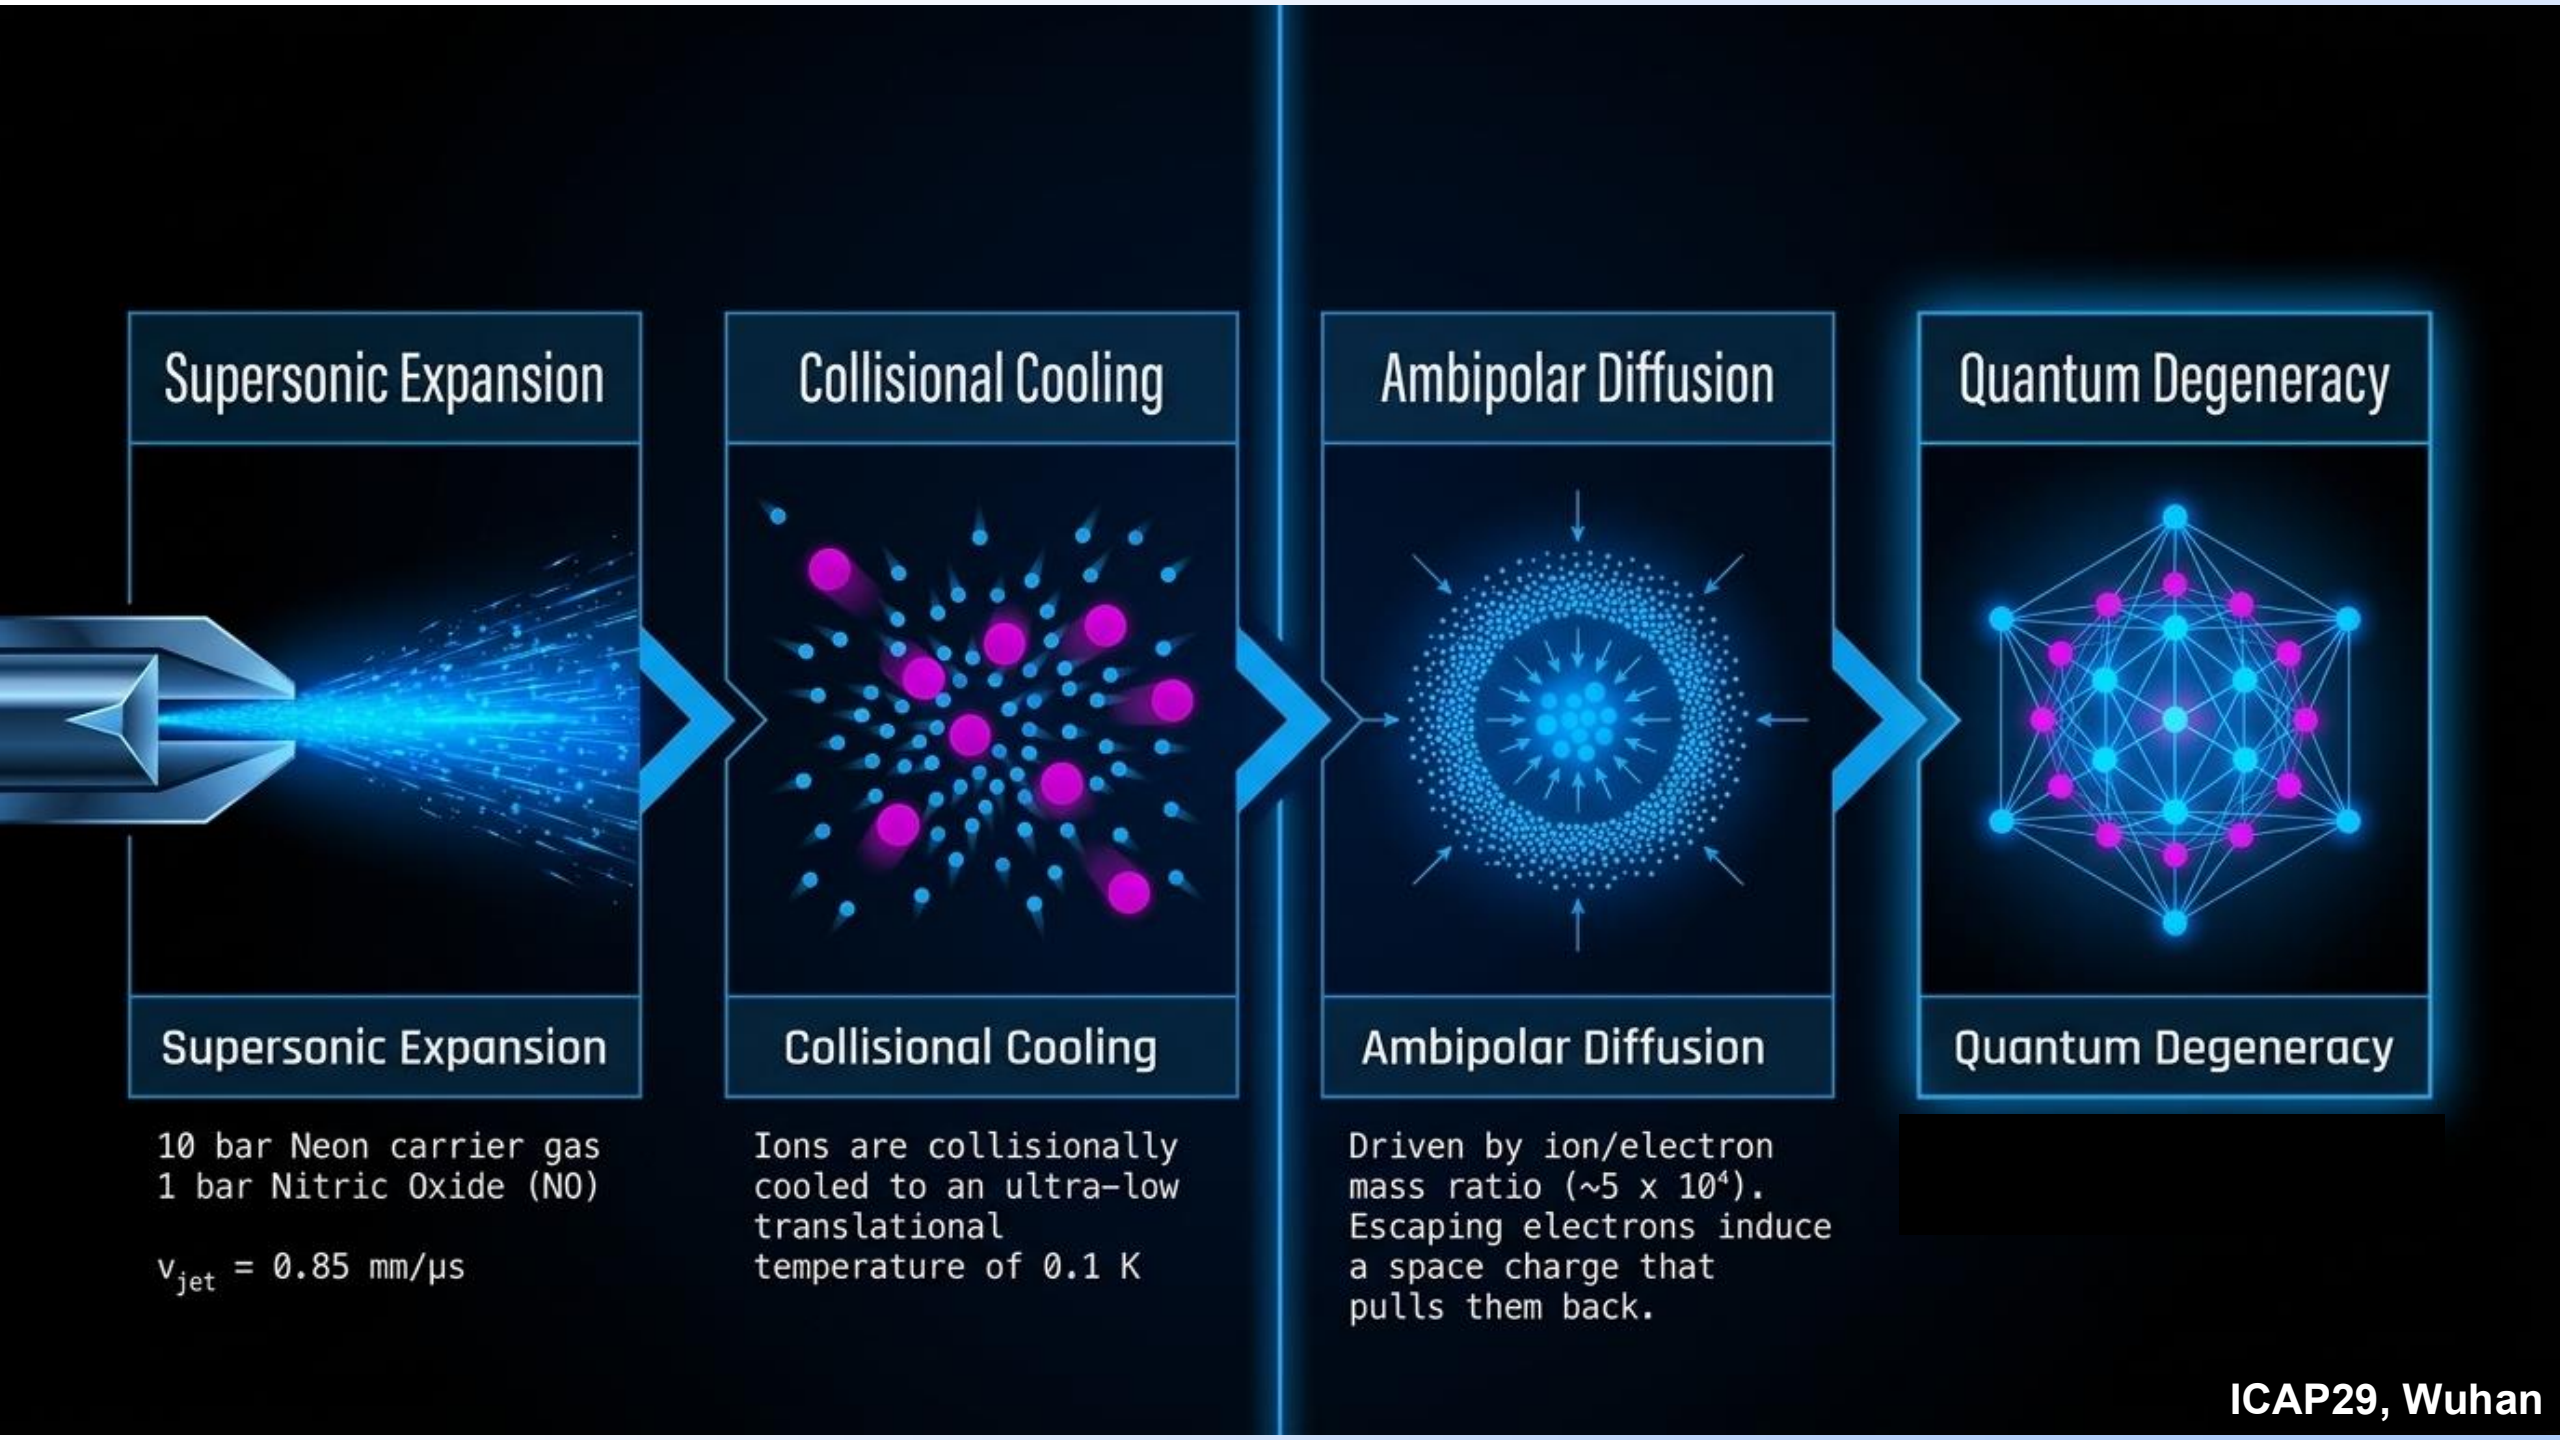 Supersonic Expansion
Collisional Cooling
Ambipolar Diffusion
Quantum Degeneracy
Supersonic Expansion
Collisional Cooling
Ambipolar Diffusion
Quantum Degeneracy
10 bar Neon carrier gas
1 bar Nitric Oxide (NO)
v_jet = 0.85 mm/µs
Ions are collisionally
cooled to an ultra-low
translational
temperature of 0.1 K
Driven by ion/electron
mass ratio (~5 x 10⁴).
Escaping electrons induce
a space charge that
pulls them back.
ICAP29, Wuhan